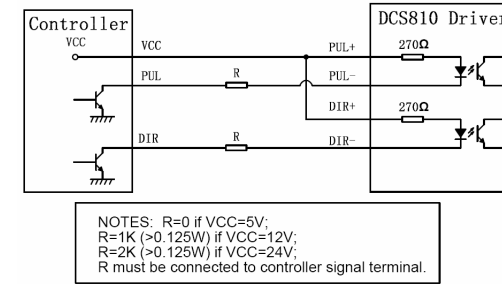 Controller
DCS810 Driver
VCC
VCC
PUL+
270Ω
PUL
R
PUL-
DIR+
270Ω
DIR
R
DIR-
NOTES: R=0 if VCC=5V;
R=1K (>0.125W) if VCC=12V;
R=2K (>0.125W) if VCC=24V;
R must be connected to controller signal terminal.